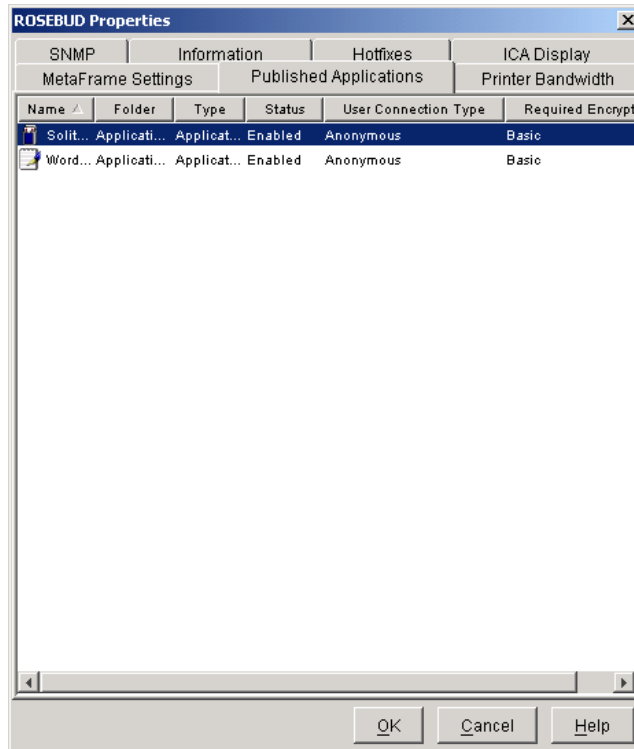 ROSEBUD Properties
SNMP Information Hotfixes ICA Display
MetaFrame Settings Published Applications Printer Bandwidth
Name Folder Type Status User Connection Type Required Encrypt
Solit... Applicati... Applicat... Enabled Anonymous Basic
Word... Applicati... Applicat... Enabled Anonymous Basic
OK Cancel Help